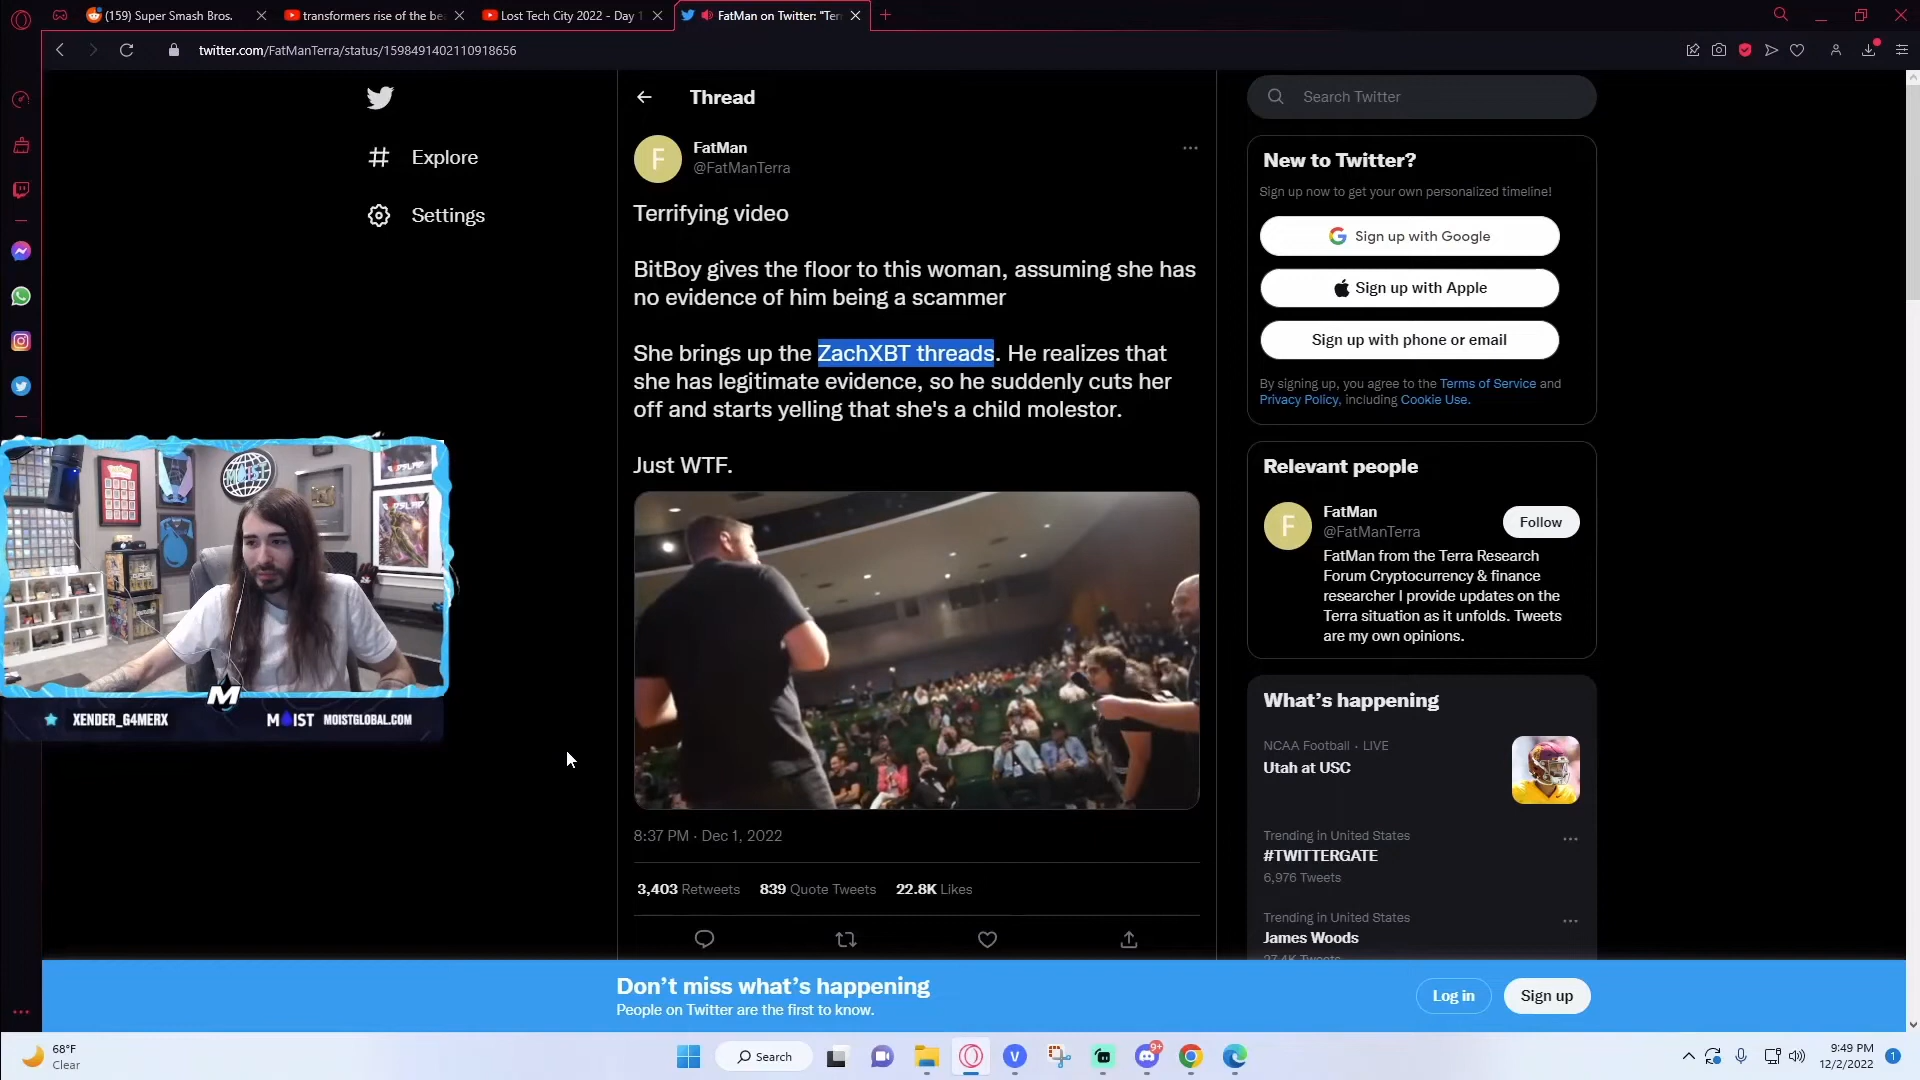 (159) Super Smash Bros.
transformers rise of the be
Lost Tech City 2022 - Day 1
FatMan on Twitter: "Ter
twitter.com/FatManTerra/status/1598491402110918656
Explore
Settings
Thread
F
FatMan
@FatManTerra
Terrifying video
BitBoy gives the floor to this woman, assuming she has
no evidence of him being a scammer
She brings up the ZachXBT threads. He realizes that
she has legitimate evidence, so he suddenly cuts her
off and starts yelling that she's a child molestor.
Just WTF.
8:37 PM · Dec 1, 2022
3,403 Retweets 839 Quote Tweets 22.8K Likes
Search Twitter
New to Twitter?
Sign up now to get your own personalized timeline!
Sign up with Google
Sign up with Apple
Sign up with phone or email
By signing up, you agree to the Terms of Service and
Privacy Policy, including Cookie Use.
Relevant people
F
FatMan
@FatManTerra
Follow
FatMan from the Terra Research
Forum Cryptocurrency & finance
researcher I provide updates on the
Terra situation as it unfolds. Tweets
are my own opinions.
What's happening
NCAA Football · LIVE
Utah at USC
Trending in United States
#TWITTERGATE
6,976 Tweets
Trending in United States
James Woods
27.4K Tweets
MOIST
M
XENDER_G4MERX
MOIST
MOISTGLOBAL.COM
Don't miss what's happening
People on Twitter are the first to know.
Log in
Sign up
68°F
Clear
Search
V
9+
9:49 PM
12/2/2022
1